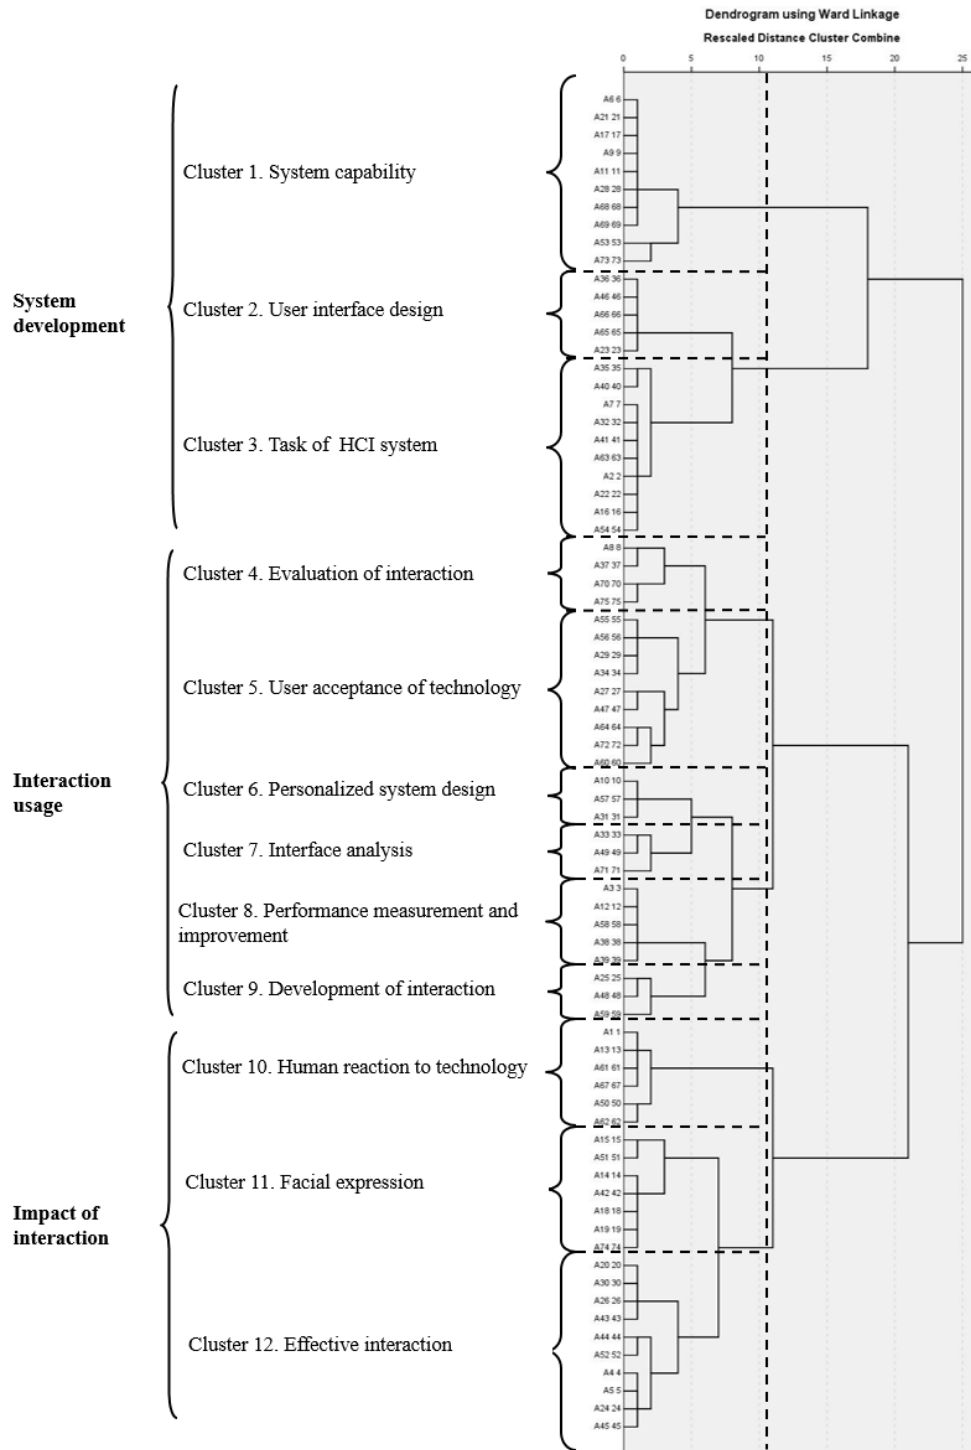 Dendrogram using Ward Linkage
Rescaled Distance Cluster Combine
0 5 10 15 20 25
System
development
Cluster 1. System capability
A6 6
A21 21
A17 17
A9 9
A11 11
A28 28
A68 68
A69 69
A53 53
A73 73
Cluster 2. User interface design
A36 36
A46 46
A66 66
A65 65
A23 23
Cluster 3. Task of HCI system
A35 35
A40 40
A7 7
A32 32
A41 41
A63 63
A2 2
A22 22
A16 16
A54 54
Interaction
usage
Cluster 4. Evaluation of interaction
A8 8
A37 37
A70 70
A75 75
Cluster 5. User acceptance of technology
A55 55
A56 56
A29 29
A34 34
A27 27
A47 47
A64 64
A72 72
A60 60
Cluster 6. Personalized system design
A10 10
A57 57
A31 31
Cluster 7. Interface analysis
A33 33
A49 49
A71 71
Cluster 8. Performance measurement and
improvement
A3 3
A12 12
A58 58
A38 38
A39 39
Cluster 9. Development of interaction
A25 25
A48 48
A59 59
Impact of
interaction
Cluster 10. Human reaction to technology
A1 1
A13 13
A61 61
A67 67
A50 50
A62 62
Cluster 11. Facial expression
A15 15
A51 51
A14 14
A42 42
A18 18
A19 19
A74 74
Cluster 12. Effective interaction
A20 20
A30 30
A26 26
A43 43
A44 44
A52 52
A4 4
A5 5
A24 24
A45 45